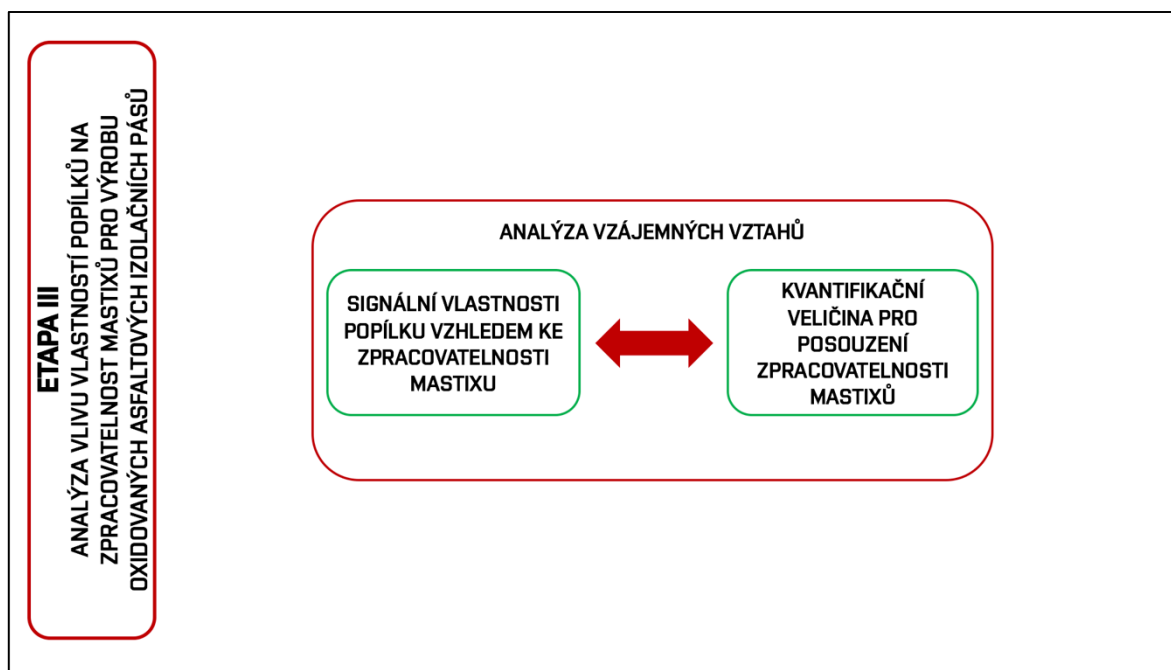 ETAPA III
ANALÝZA VLIVU VLASTNOSTÍ POPÍLKŮ NA
ZPRACOVATELNOST MASTIXŮ PRO VÝROBU
OXIDOVANÝCH ASFALTOVÝCH IZOLAČNÍCH PÁSŮ
ANALÝZA VZÁJEMNÝCH VZTAHŮ
SIGNÁLNÍ VLASTNOSTI
POPÍLKU VZHLEDEM KE
ZPRACOVATELNOSTI
MASTIXU
KVANTIFIKAČNÍ
VELIČINA PRO
POSOUZENÍ
ZPRACOVATELNOSTI
MASTIXŮ